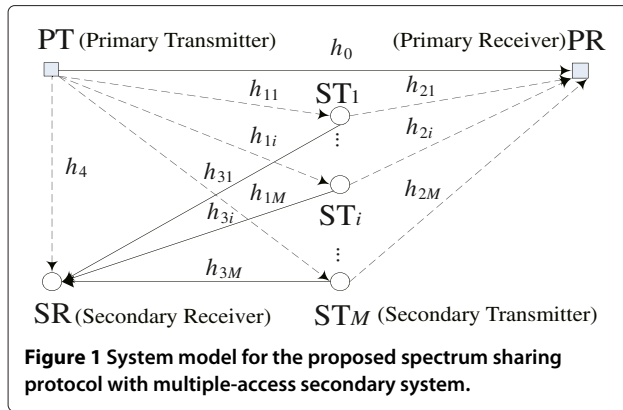 PT (Primary Transmitter) h0 (Primary Receiver) PR
h11 ST1 h21
h1i h2i
h4 h31 h1M STi h2M
h3i
h3M
SR (Secondary Receiver) STM (Secondary Transmitter)
Figure 1 System model for the proposed spectrum sharing
protocol with multiple-access secondary system.